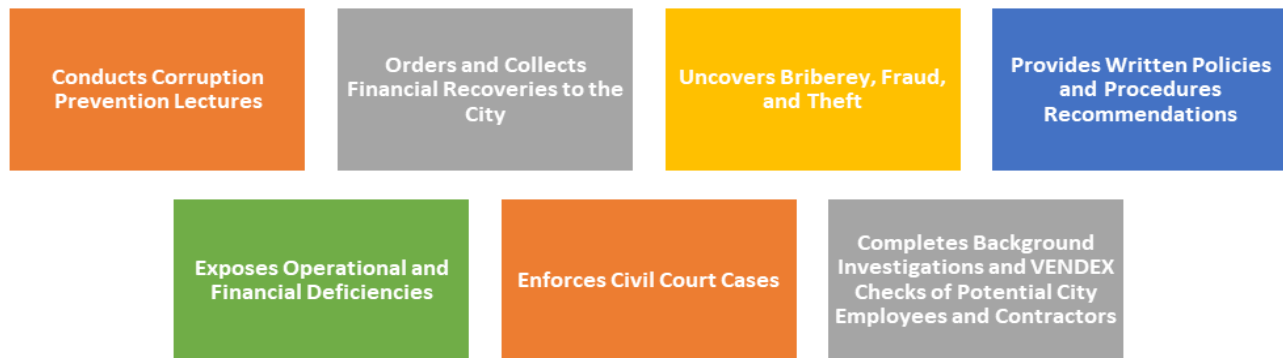 Conducts Corruption
Prevention Lectures
Orders and Collects
Financial Recoveries to the
City
Uncovers Briberey, Fraud,
and Theft
Provides Written Policies
and Procedures
Recommendations
Exposes Operational and
Financial Deficiencies
Enforces Civil Court Cases
Completes Background
Investigations and VENDEX
Checks of Potential City
Employees and Contractors